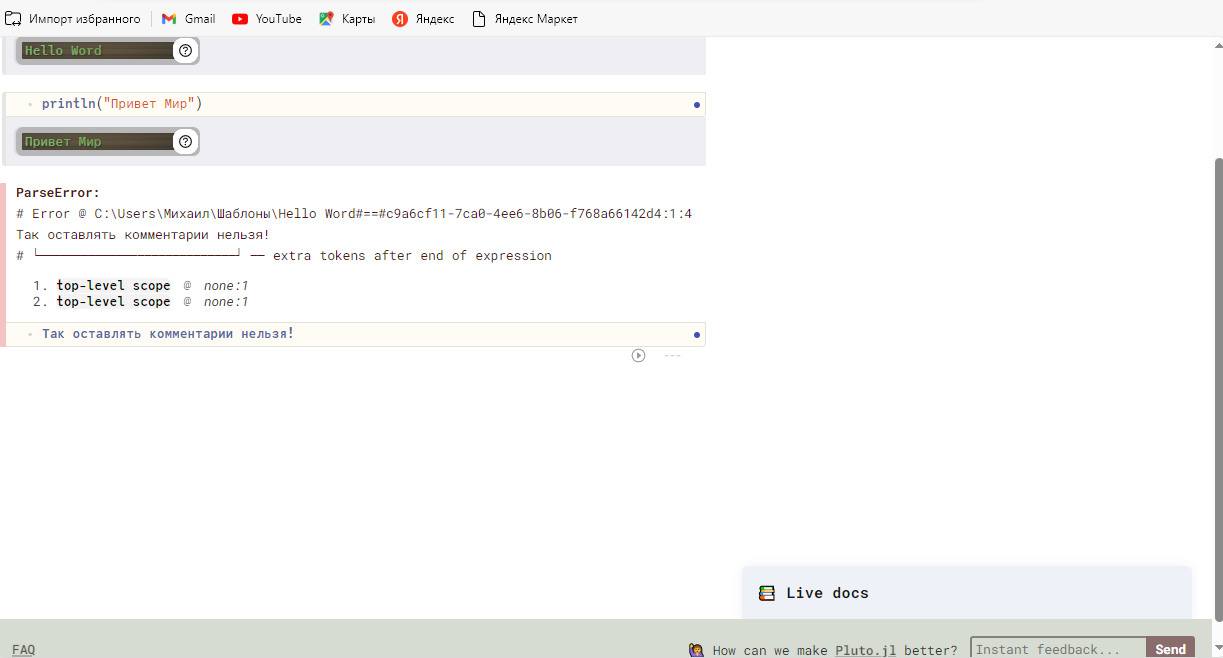 Импорт избранного Gmail YouTube Карты Яндекс Яндекс Маркет
Hello Word
println("Привет Мир")
Привет Мир
ParseError:
# Error @ C:\Users\Михаил\Шаблоны\Hello Word#==#c9a6cf11-7ca0-4ee6-8b06-f768a66142d4:1:4
Так оставлять комментарии нельзя!
# └──────────────────────────┘ ── extra tokens after end of expression
1. top-level scope @ none:1
2. top-level scope @ none:1
Так оставлять комментарии нельзя!
Live docs
FAQ How can we make Pluto.jl better? Instant feedback... Send